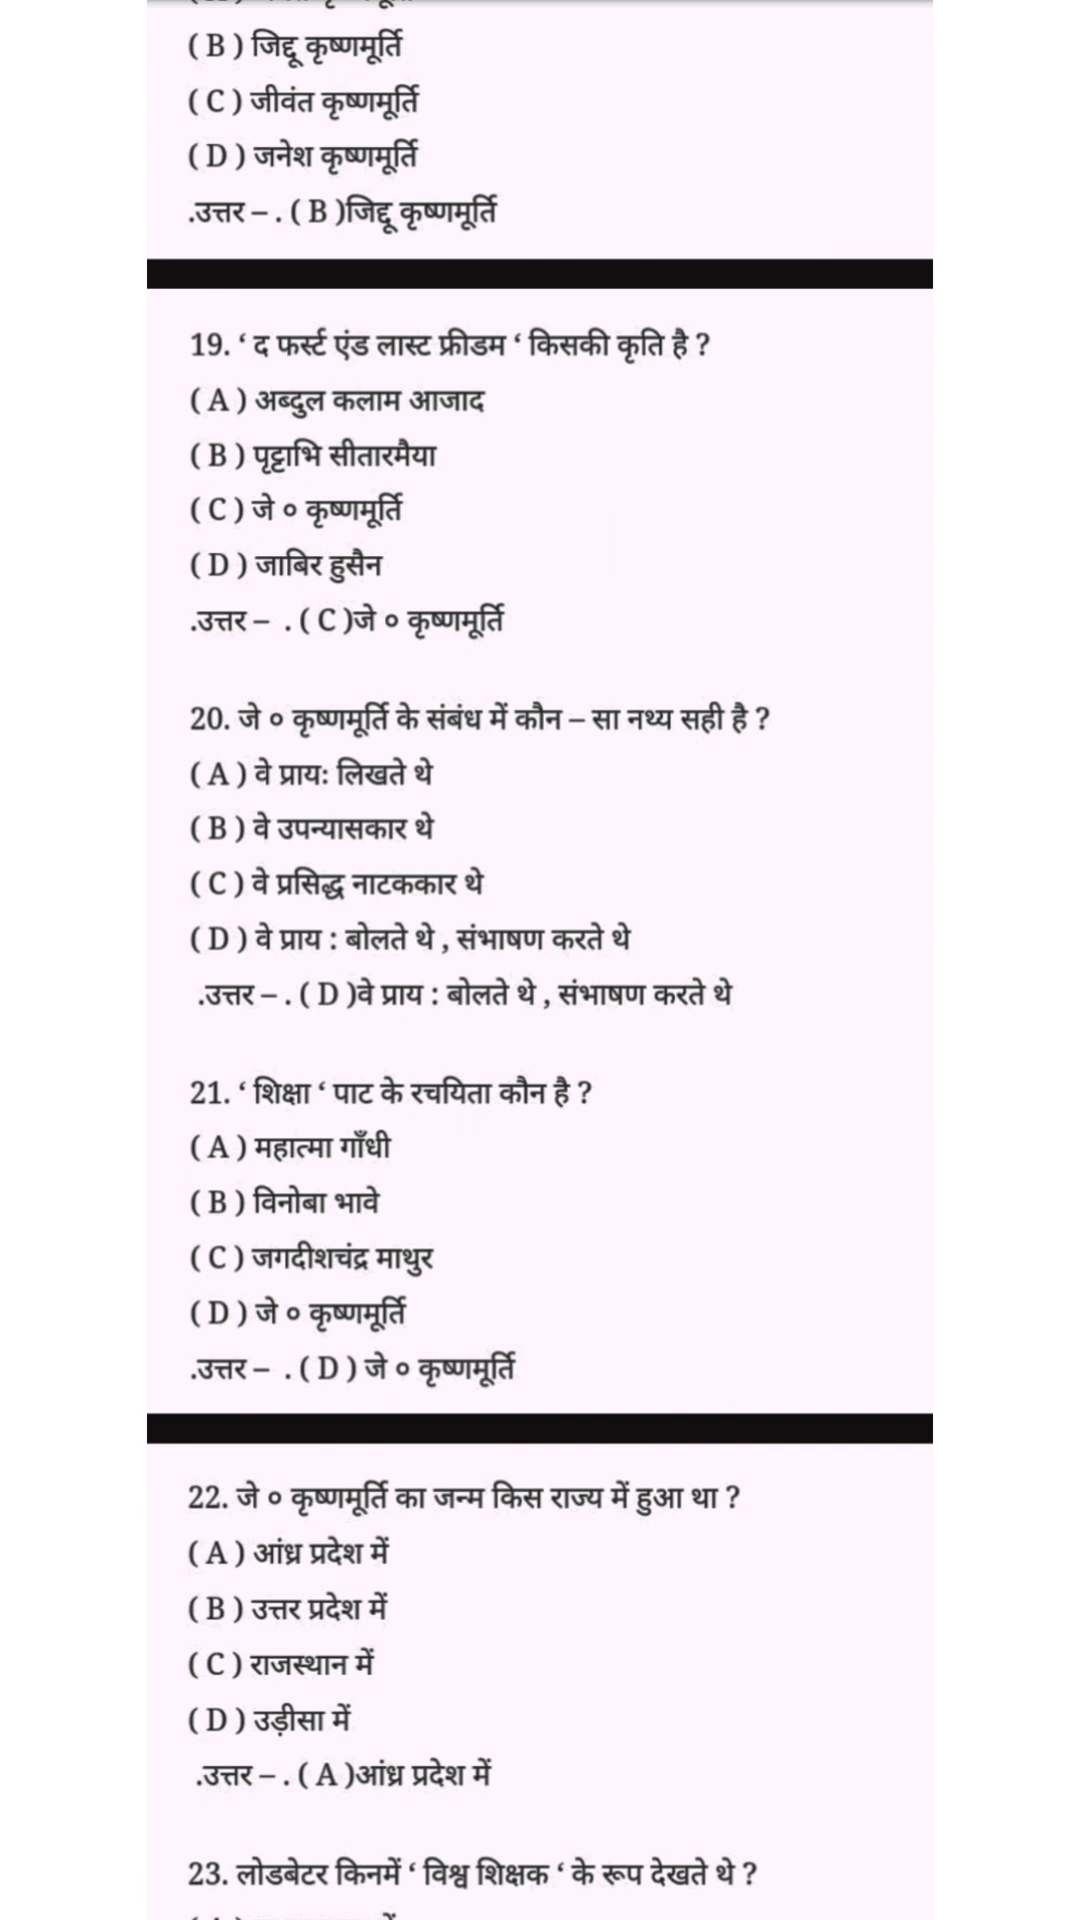 ( B ) जिद्दू कृष्णमूर्ति
( C ) जीवंत कृष्णमूर्ति
( D ) जनेश कृष्णमूर्ति
.उत्तर – . ( B )जिद्दू कृष्णमूर्ति
19. ‘ द फर्स्ट एंड लास्ट फ्रीडम ‘ किसकी कृति है ?
( A ) अब्दुल कलाम आजाद
( B ) पृट्टाभि सीतारमैया
( C ) जे ० कृष्णमूर्ति
( D ) जाबिर हुसैन
.उत्तर – . ( C )जे ० कृष्णमूर्ति
20. जे ० कृष्णमूर्ति के संबंध में कौन – सा नथ्य सही है ?
( A ) वे प्रायः लिखते थे
( B ) वे उपन्यासकार थे
( C ) वे प्रसिद्ध नाटककार थे
( D ) वे प्राय : बोलते थे , संभाषण करते थे
.उत्तर – . ( D )वे प्राय : बोलते थे , संभाषण करते थे
21. ‘ शिक्षा ‘ पाट के रचयिता कौन है ?
( A ) महात्मा गाँधी
( B ) विनोबा भावे
( C ) जगदीशचंद्र माथुर
( D ) जे ० कृष्णमूर्ति
.उत्तर – . ( D ) जे ० कृष्णमूर्ति
22. जे ० कृष्णमूर्ति का जन्म किस राज्य में हुआ था ?
( A ) आंध्र प्रदेश में
( B ) उत्तर प्रदेश में
( C ) राजस्थान में
( D ) उड़ीसा में
.उत्तर – . ( A )आंध्र प्रदेश में
23. लोडबेटर किनमें ‘ विश्व शिक्षक ‘ के रूप देखते थे ?